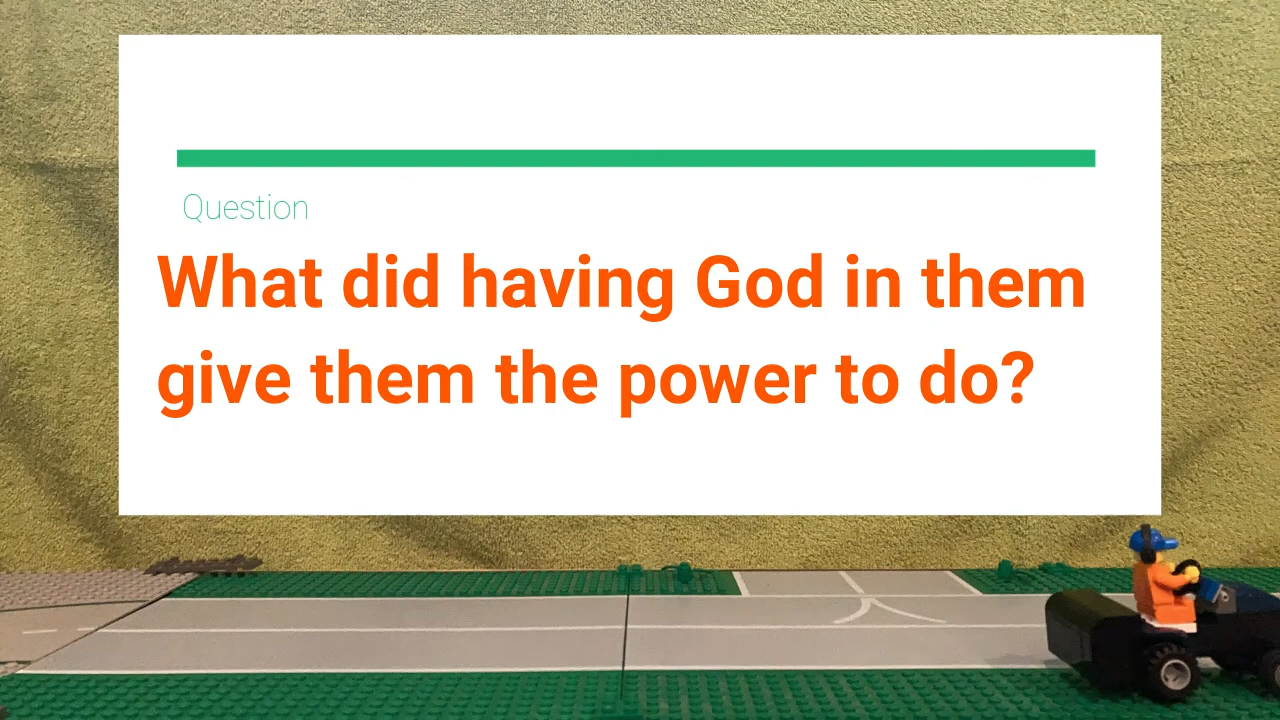 Question
What did having God in them
give them the power to do?